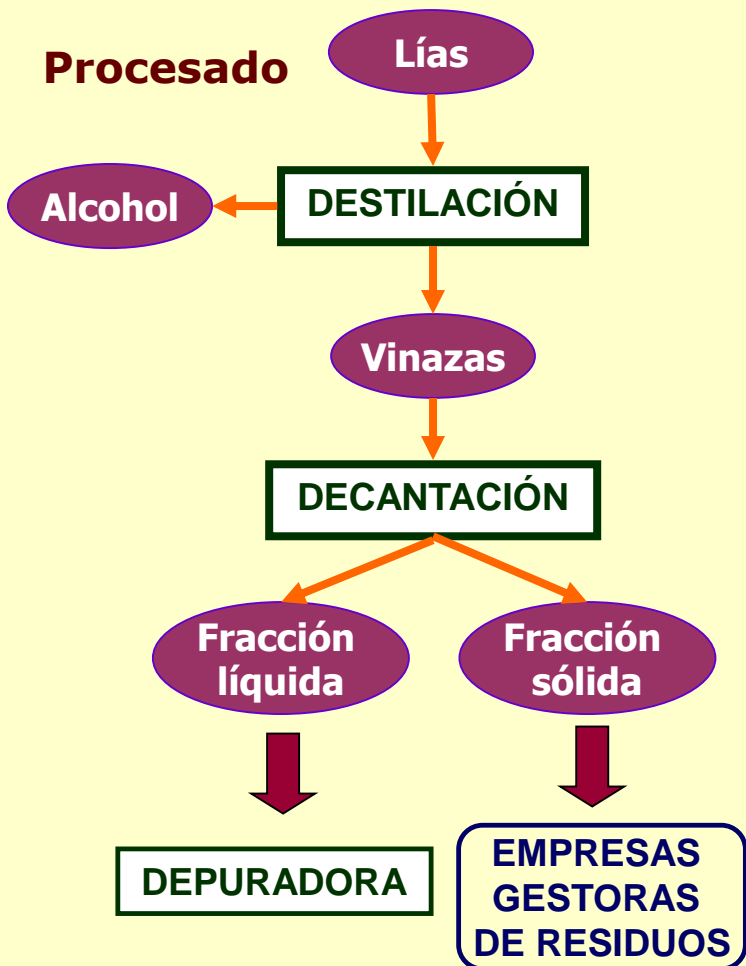 Procesado
Lías
Alcohol
DESTILACIÓN
Vinazas
DECANTACIÓN
Fracción
líquida
Fracción
sólida
DEPURADORA
EMPRESAS
GESTORAS
DE RESIDUOS